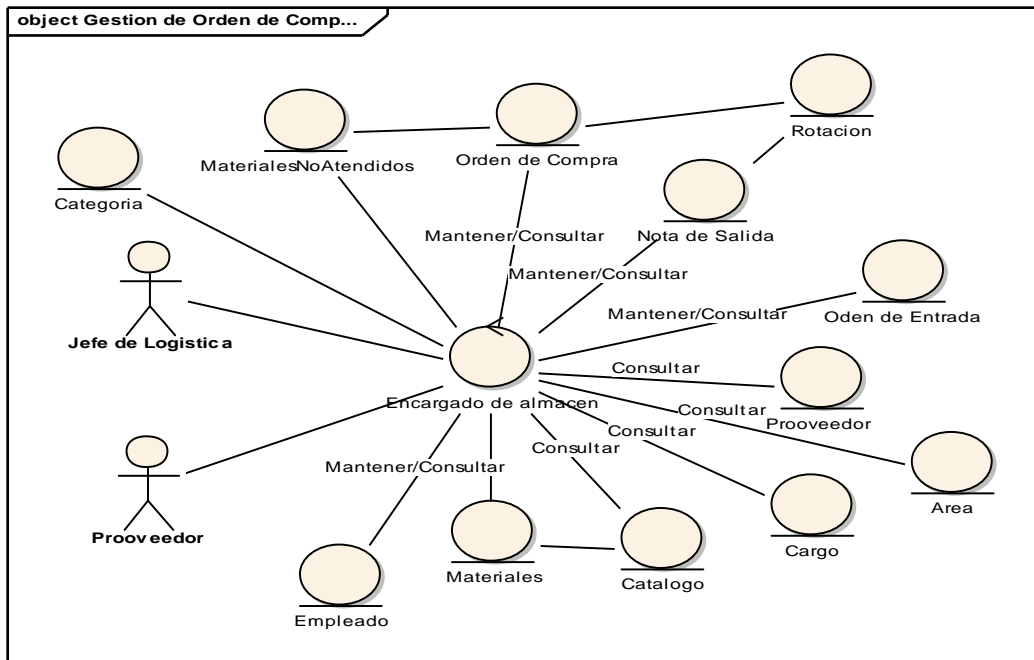 object Gestion de Orden de Comp...
Rotacion
MaterialesNoAtendidos
Orden de Compra
Categoria
Mantener/Consultar
Nota de Salida
Mantener/Consultar
Mantener/Consultar
Oden de Entrada
Jefe de Logistica
Consultar
Encargado de almacen
Prooveedor
Consultar
Consultar
Consultar
Mantener/Consultar
Area
Prooveedor
Cargo
Materiales
Catalogo
Empleado